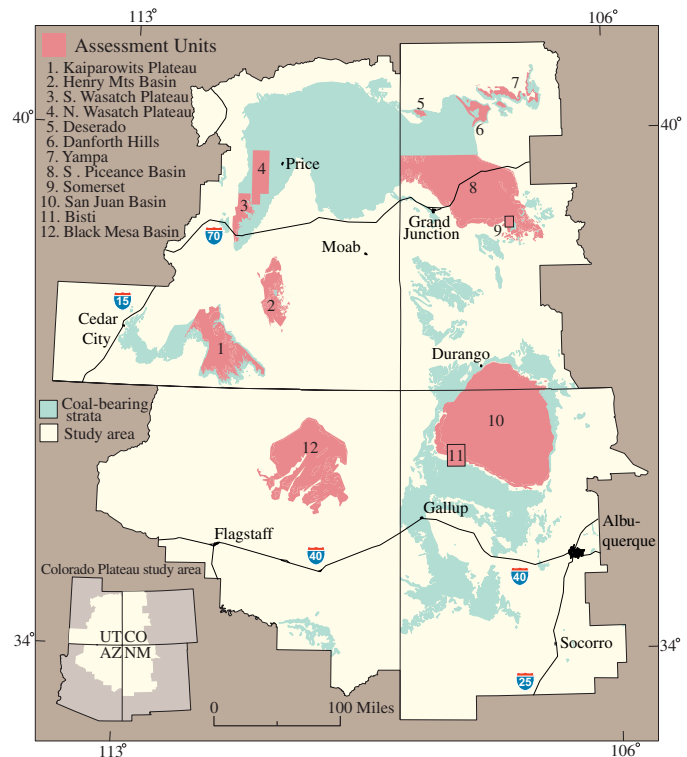 113°
106°
Assessment Units
1. Kaiparowits Plateau
2. Henry Mts Basin
3. S. Wasatch Plateau
4. N. Wasatch Plateau
5. Deserado
6. Danforth Hills
7. Yampa
8. S . Piceance Basin
9. Somerset
10. San Juan Basin
11. Bisti
12. Black Mesa Basin
40°
40°
7
5
6
4
Price
8
3
Grand
Junction
9
70
Moab
15
2
Cedar
City
1
Durango
Coal-bearing
strata
Study area
10
12
11
Gallup
Albu-
querque
Flagstaff
40
40
Colorado Plateau study area
UT CO
AZ NM
34°
34°
Socorro
25
0 100 Miles
113°
106°